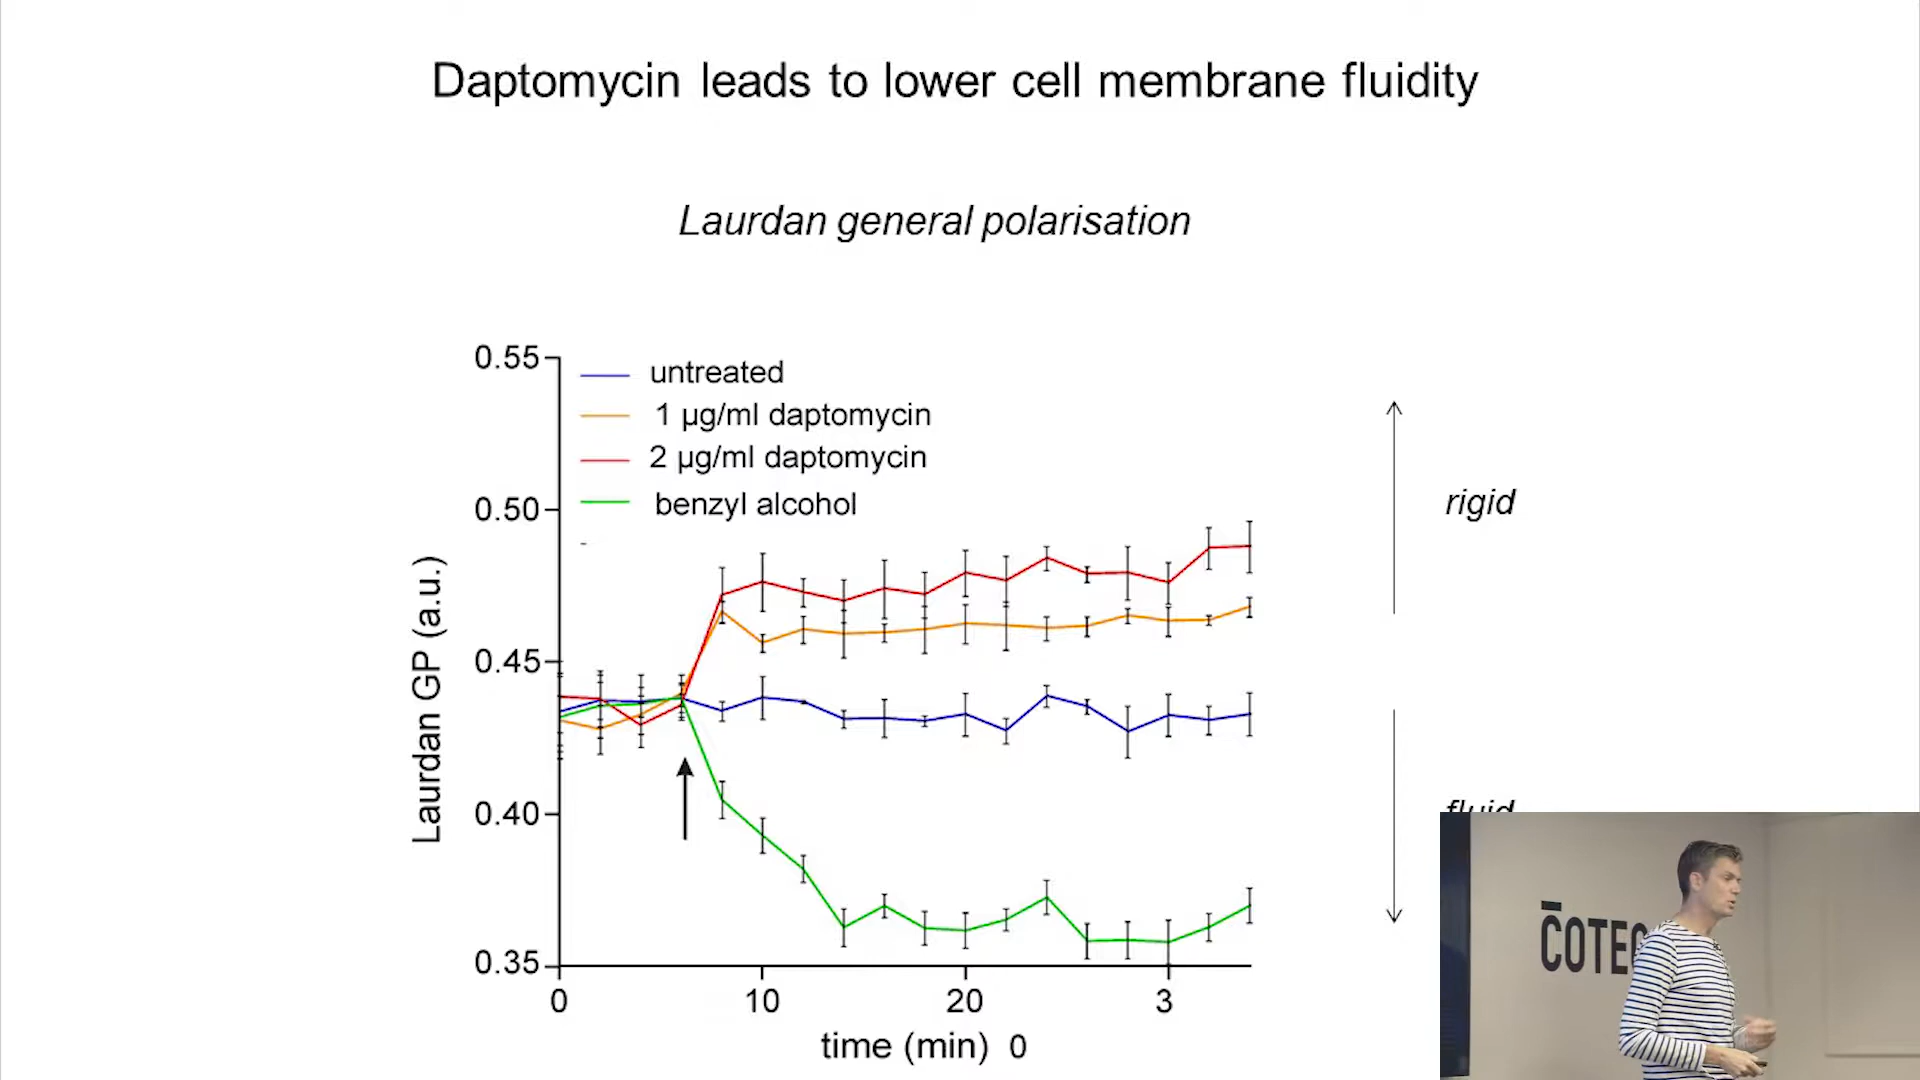 Daptomycin leads to lower cell membrane fluidity
Laurdan general polarisation
untreated
1 µg/ml daptomycin
2 µg/ml daptomycin
benzyl alcohol
0.55
0.50
0.45
0.40
0.35
Laurdan GP (a.u.)
0 10 20 3
time (min) 0
rigid
fluid